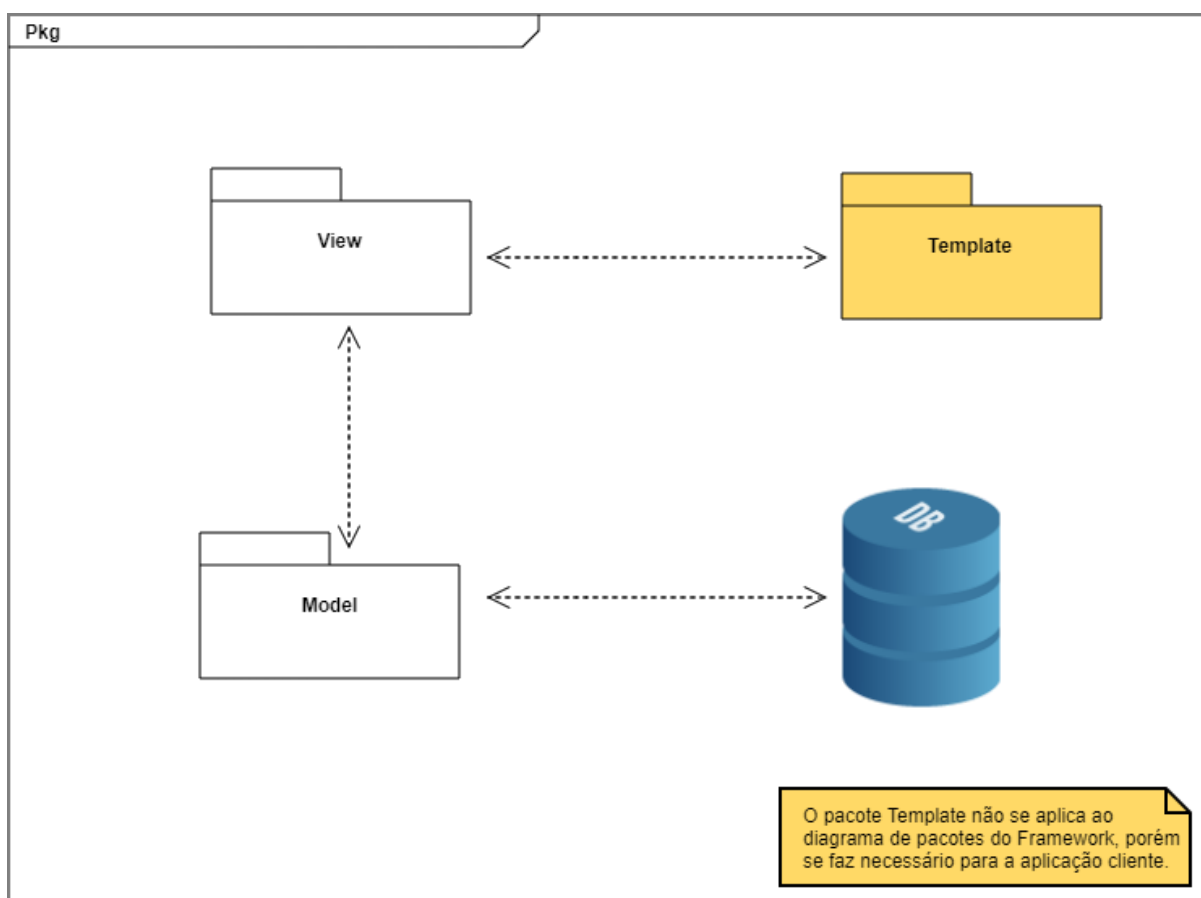 Pkg
View
Template
Model
DB
O pacote Template não se aplica ao
diagrama de pacotes do Framework, porém
se faz necessário para a aplicação cliente.